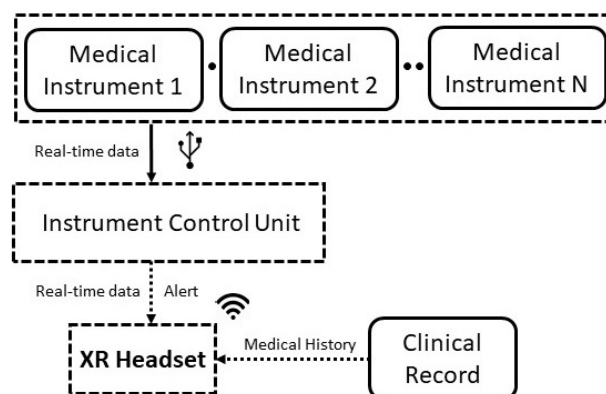 Medical
Instrument 1
Medical
Instrument 2
Medical
Instrument N
Real-time data
Instrument Control Unit
Real-time data
Alert
XR Headset
Medical History
Clinical
Record